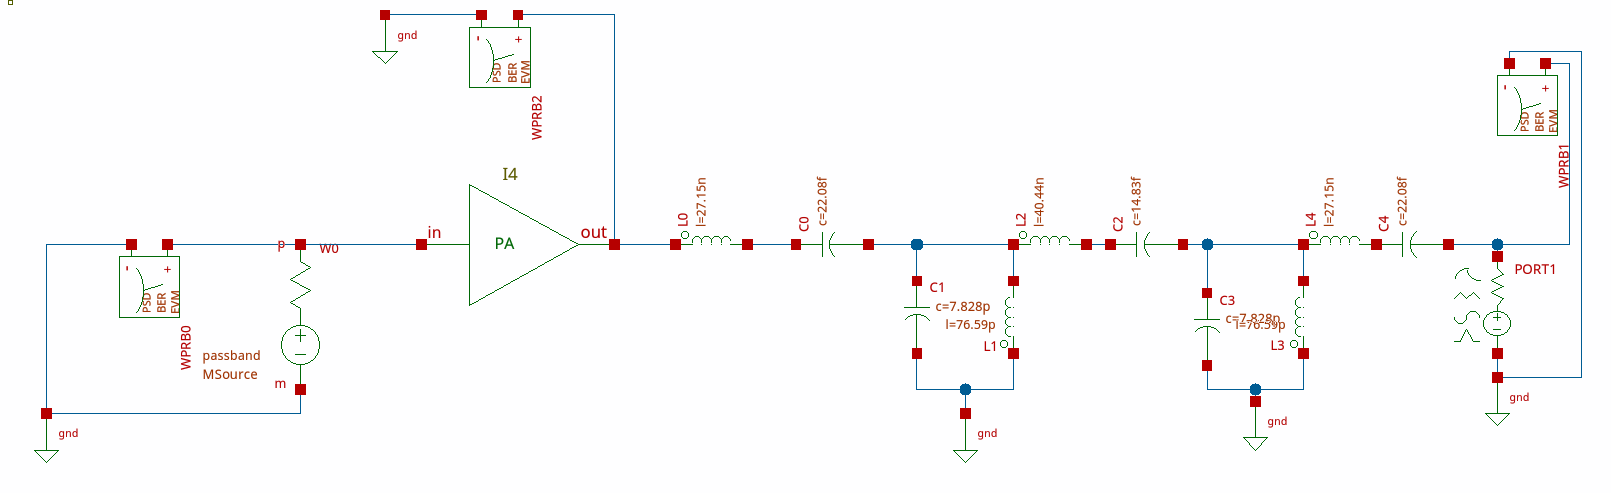 gnd
-
+
PSD
BER
EVM
WPRB2
-
+
PSD
BER
EVM
WPRB1
I4
in
PA
out
L0
l=27.15n
C0
c=22.08f
L2
l=40.44n
C2
c=14.83f
L4
l=27.15n
C4
c=22.08f
p
W0
-
+
PSD
BER
EVM
WPRB0
passband
MSource
m
+
-
gnd
C1
c=7.828p
l=76.59p
L1
gnd
C3
c=7.828p
l=76.59p
L3
gnd
PORT1
+
-
gnd